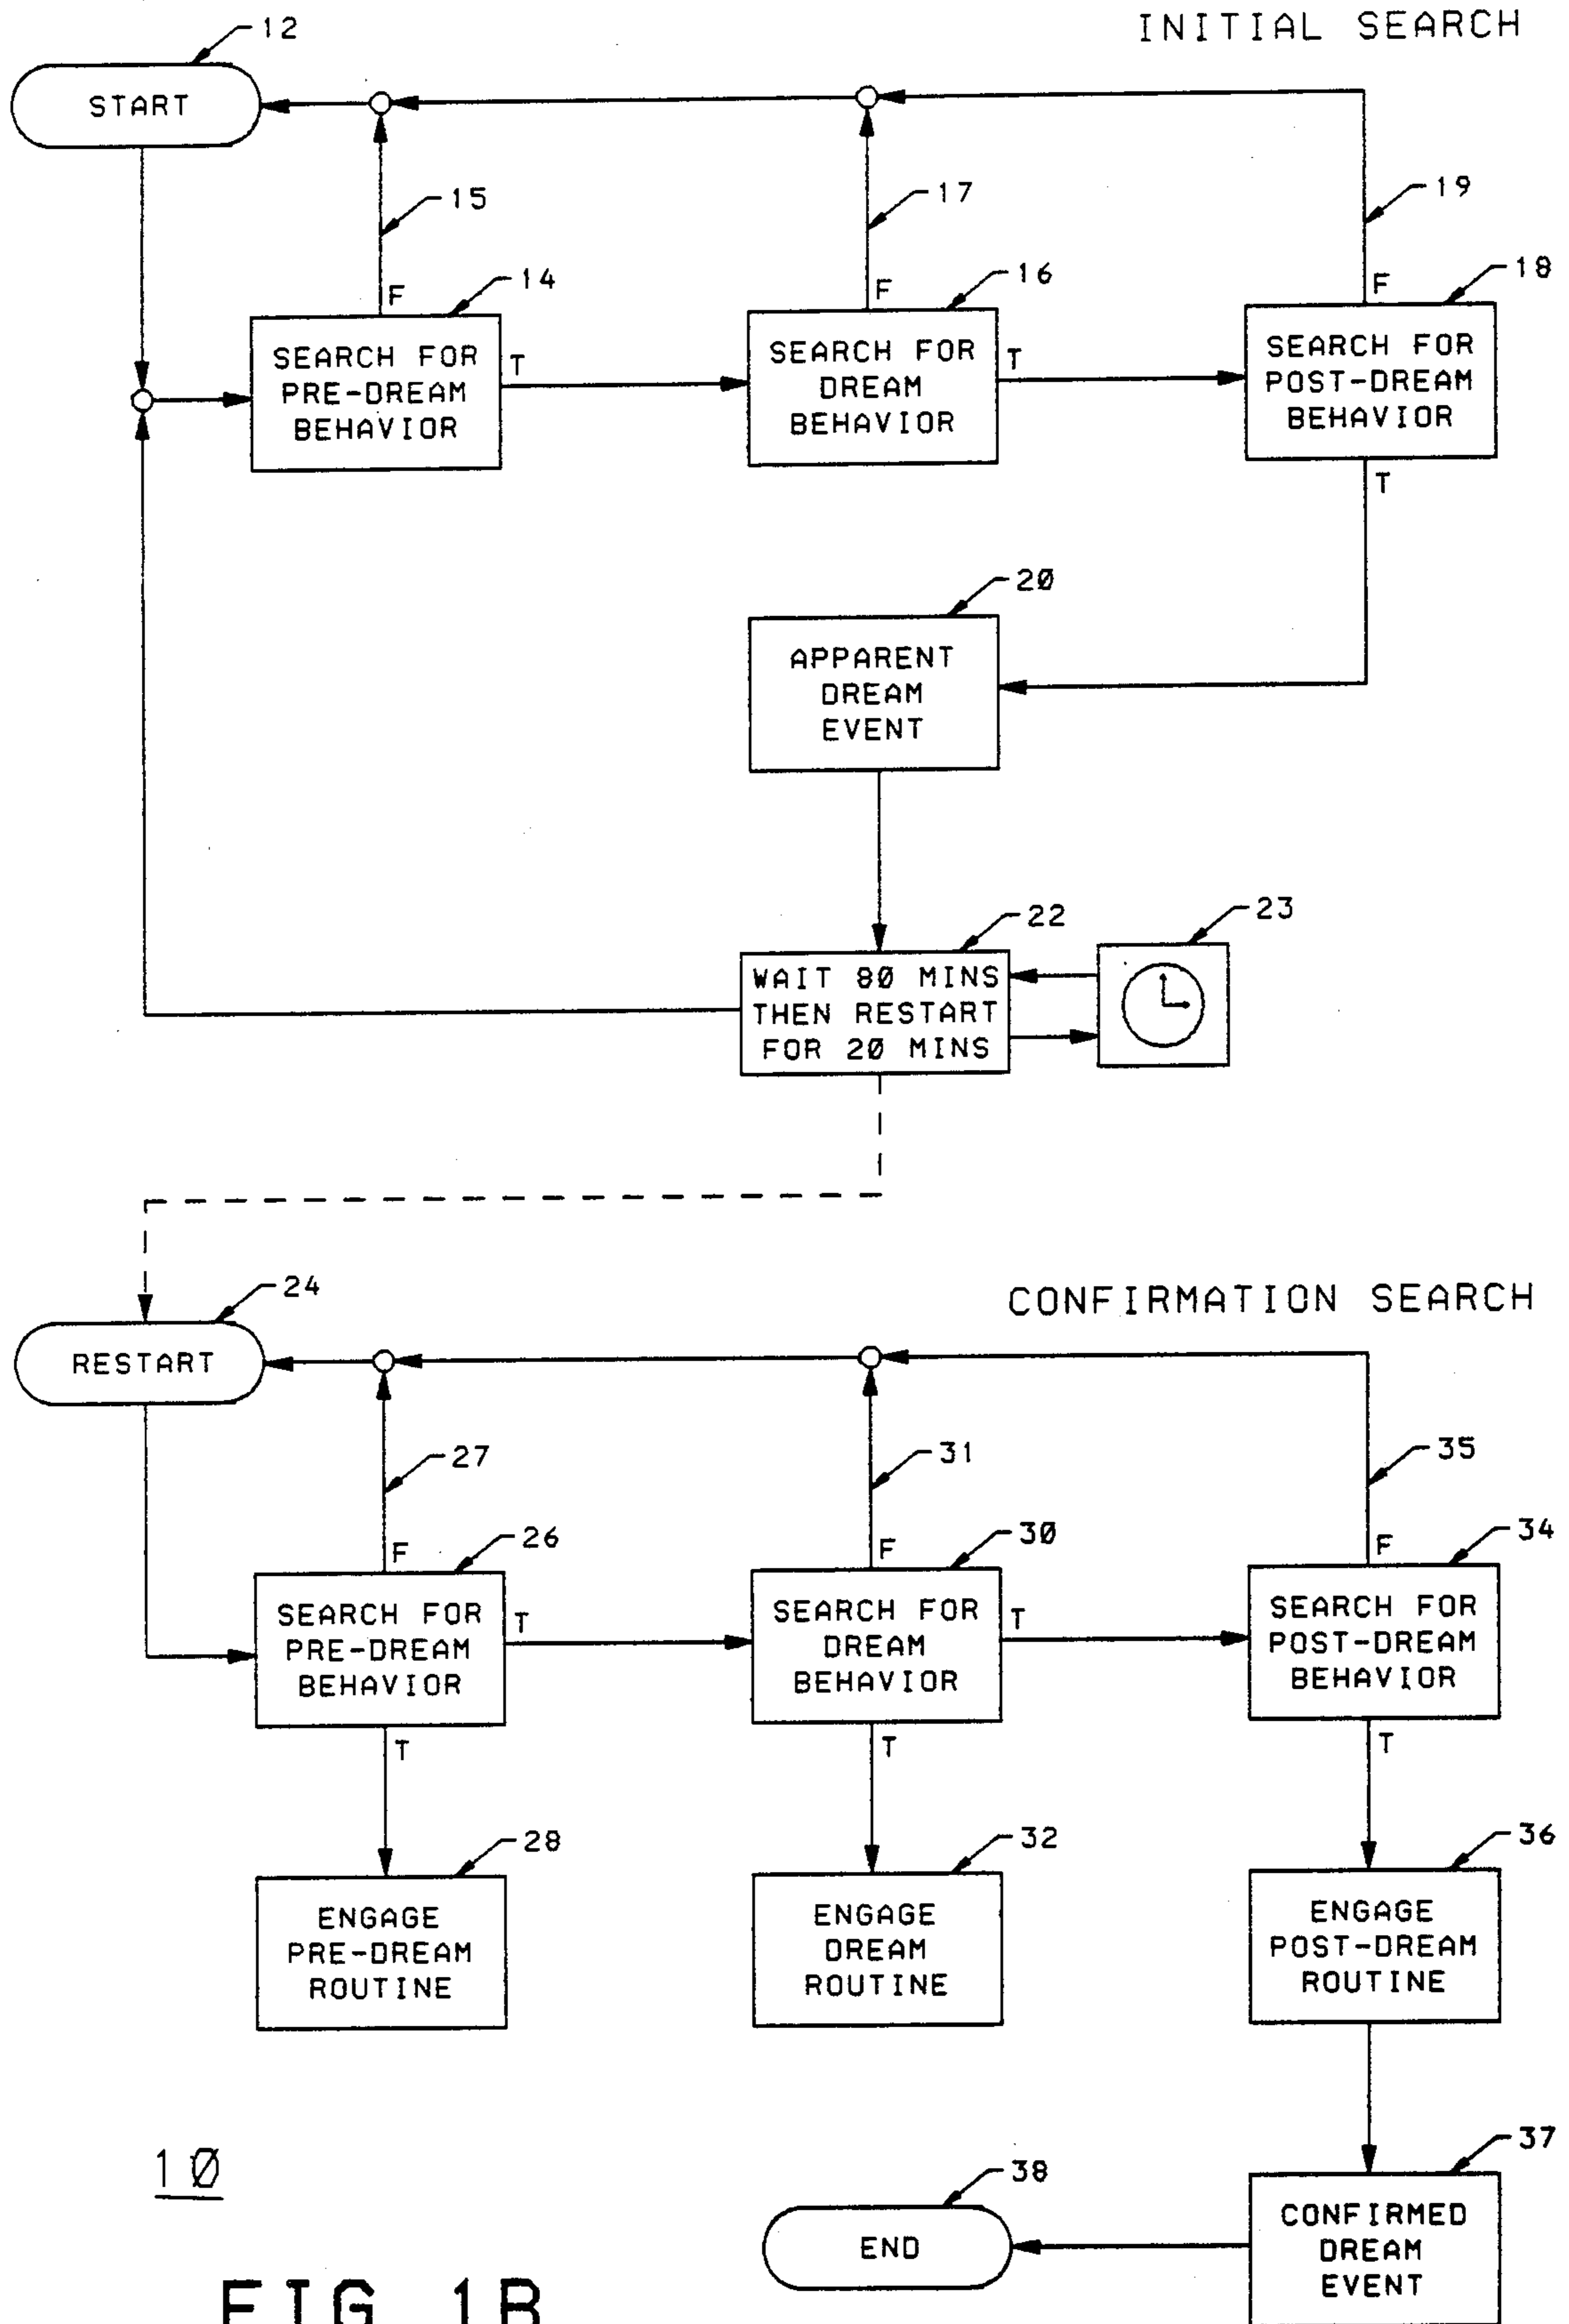 INITIAL SEARCH
12
START
15
17
19
F
14
F
16
F
18
SEARCH FOR
PRE-DREAM
BEHAVIOR
T
SEARCH FOR
DREAM
BEHAVIOR
T
SEARCH FOR
POST-DREAM
BEHAVIOR
T
20
APPARENT
DREAM
EVENT
22
23
WAIT 80 MINS
THEN RESTART
FOR 20 MINS
24
CONFIRMATION SEARCH
RESTART
27
31
35
F
26
F
30
F
34
SEARCH FOR
PRE-DREAM
BEHAVIOR
T
SEARCH FOR
DREAM
BEHAVIOR
T
SEARCH FOR
POST-DREAM
BEHAVIOR
T
T
T
28
32
36
ENGAGE
PRE-DREAM
ROUTINE
ENGAGE
DREAM
ROUTINE
ENGAGE
POST-DREAM
ROUTINE
10
38
37
END
CONFIRMED
DREAM
EVENT
FIG 1B